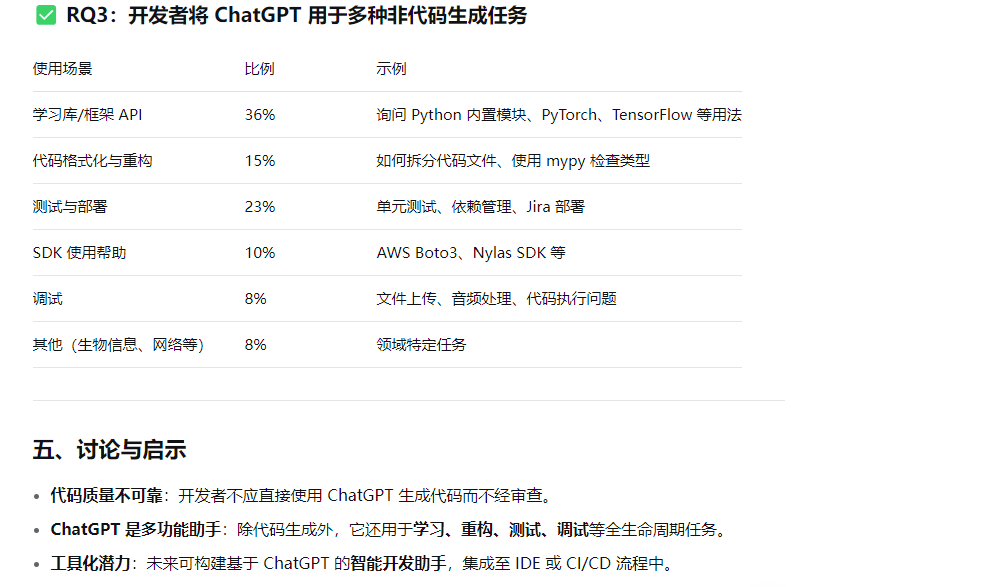 ✅ RQ3：开发者将 ChatGPT 用于多种非代码生成任务
使用场景 比例 示例
学习库/框架 API 36% 询问 Python 内置模块、PyTorch、TensorFlow 等用法
代码格式化与重构 15% 如何拆分代码文件、使用 mypy 检查类型
测试与部署 23% 单元测试、依赖管理、Jira 部署
SDK 使用帮助 10% AWS Boto3、Nylas SDK 等
调试 8% 文件上传、音频处理、代码执行问题
其他（生物信息、网络等） 8% 领域特定任务
五、讨论与启示
• 代码质量不可靠：开发者不应直接使用 ChatGPT 生成代码而不经审查。
• ChatGPT 是多功能助手：除代码生成外，它还用于学习、重构、测试、调试等全生命周期任务。
• 工具化潜力：未来可构建基于 ChatGPT 的智能开发助手，集成至 IDE 或 CI/CD 流程中。